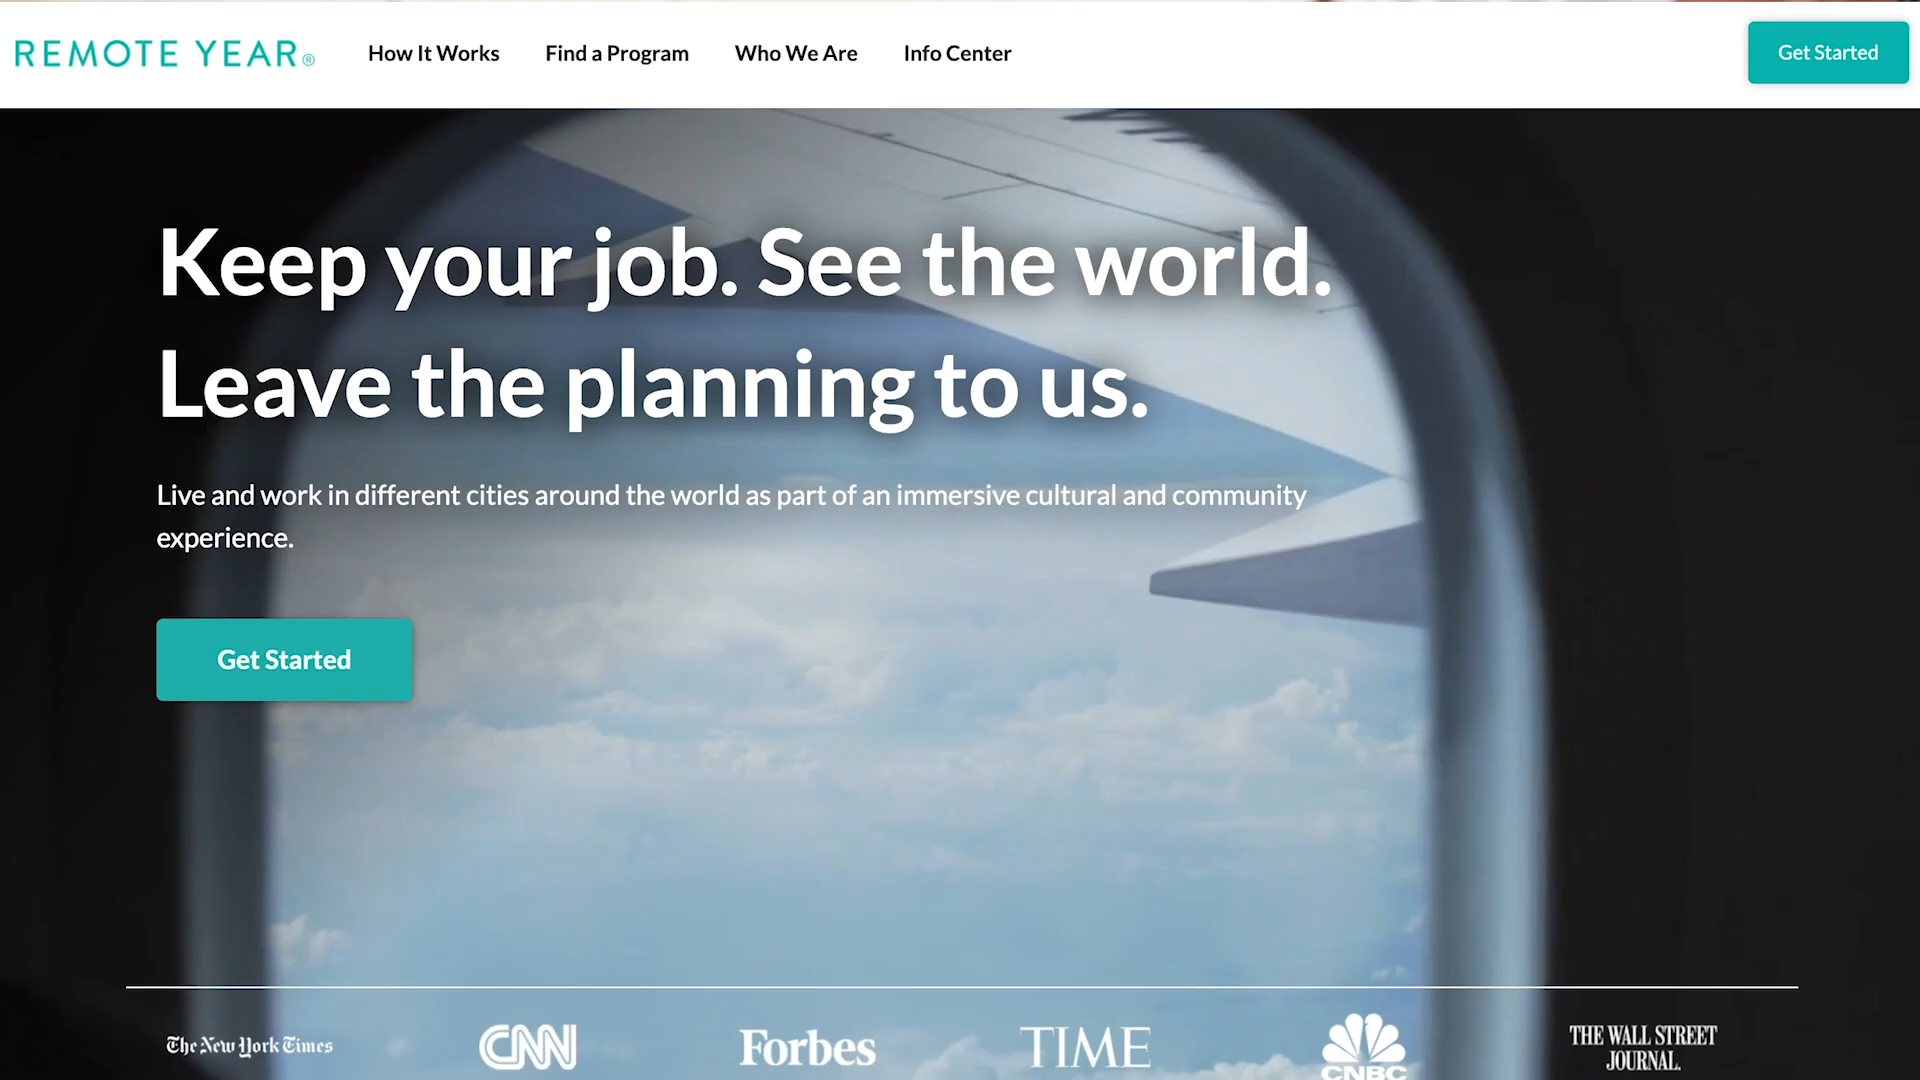 REMOTE YEAR®
How It Works
Find a Program
Who We Are
Info Center
Get Started
Keep your job. See the world.
Leave the planning to us.
Live and work in different cities around the world as part of an immersive cultural and community
experience.
Get Started
The New York Times
CNN
Forbes
TIME
CNBC
THE WALL STREET
JOURNAL.